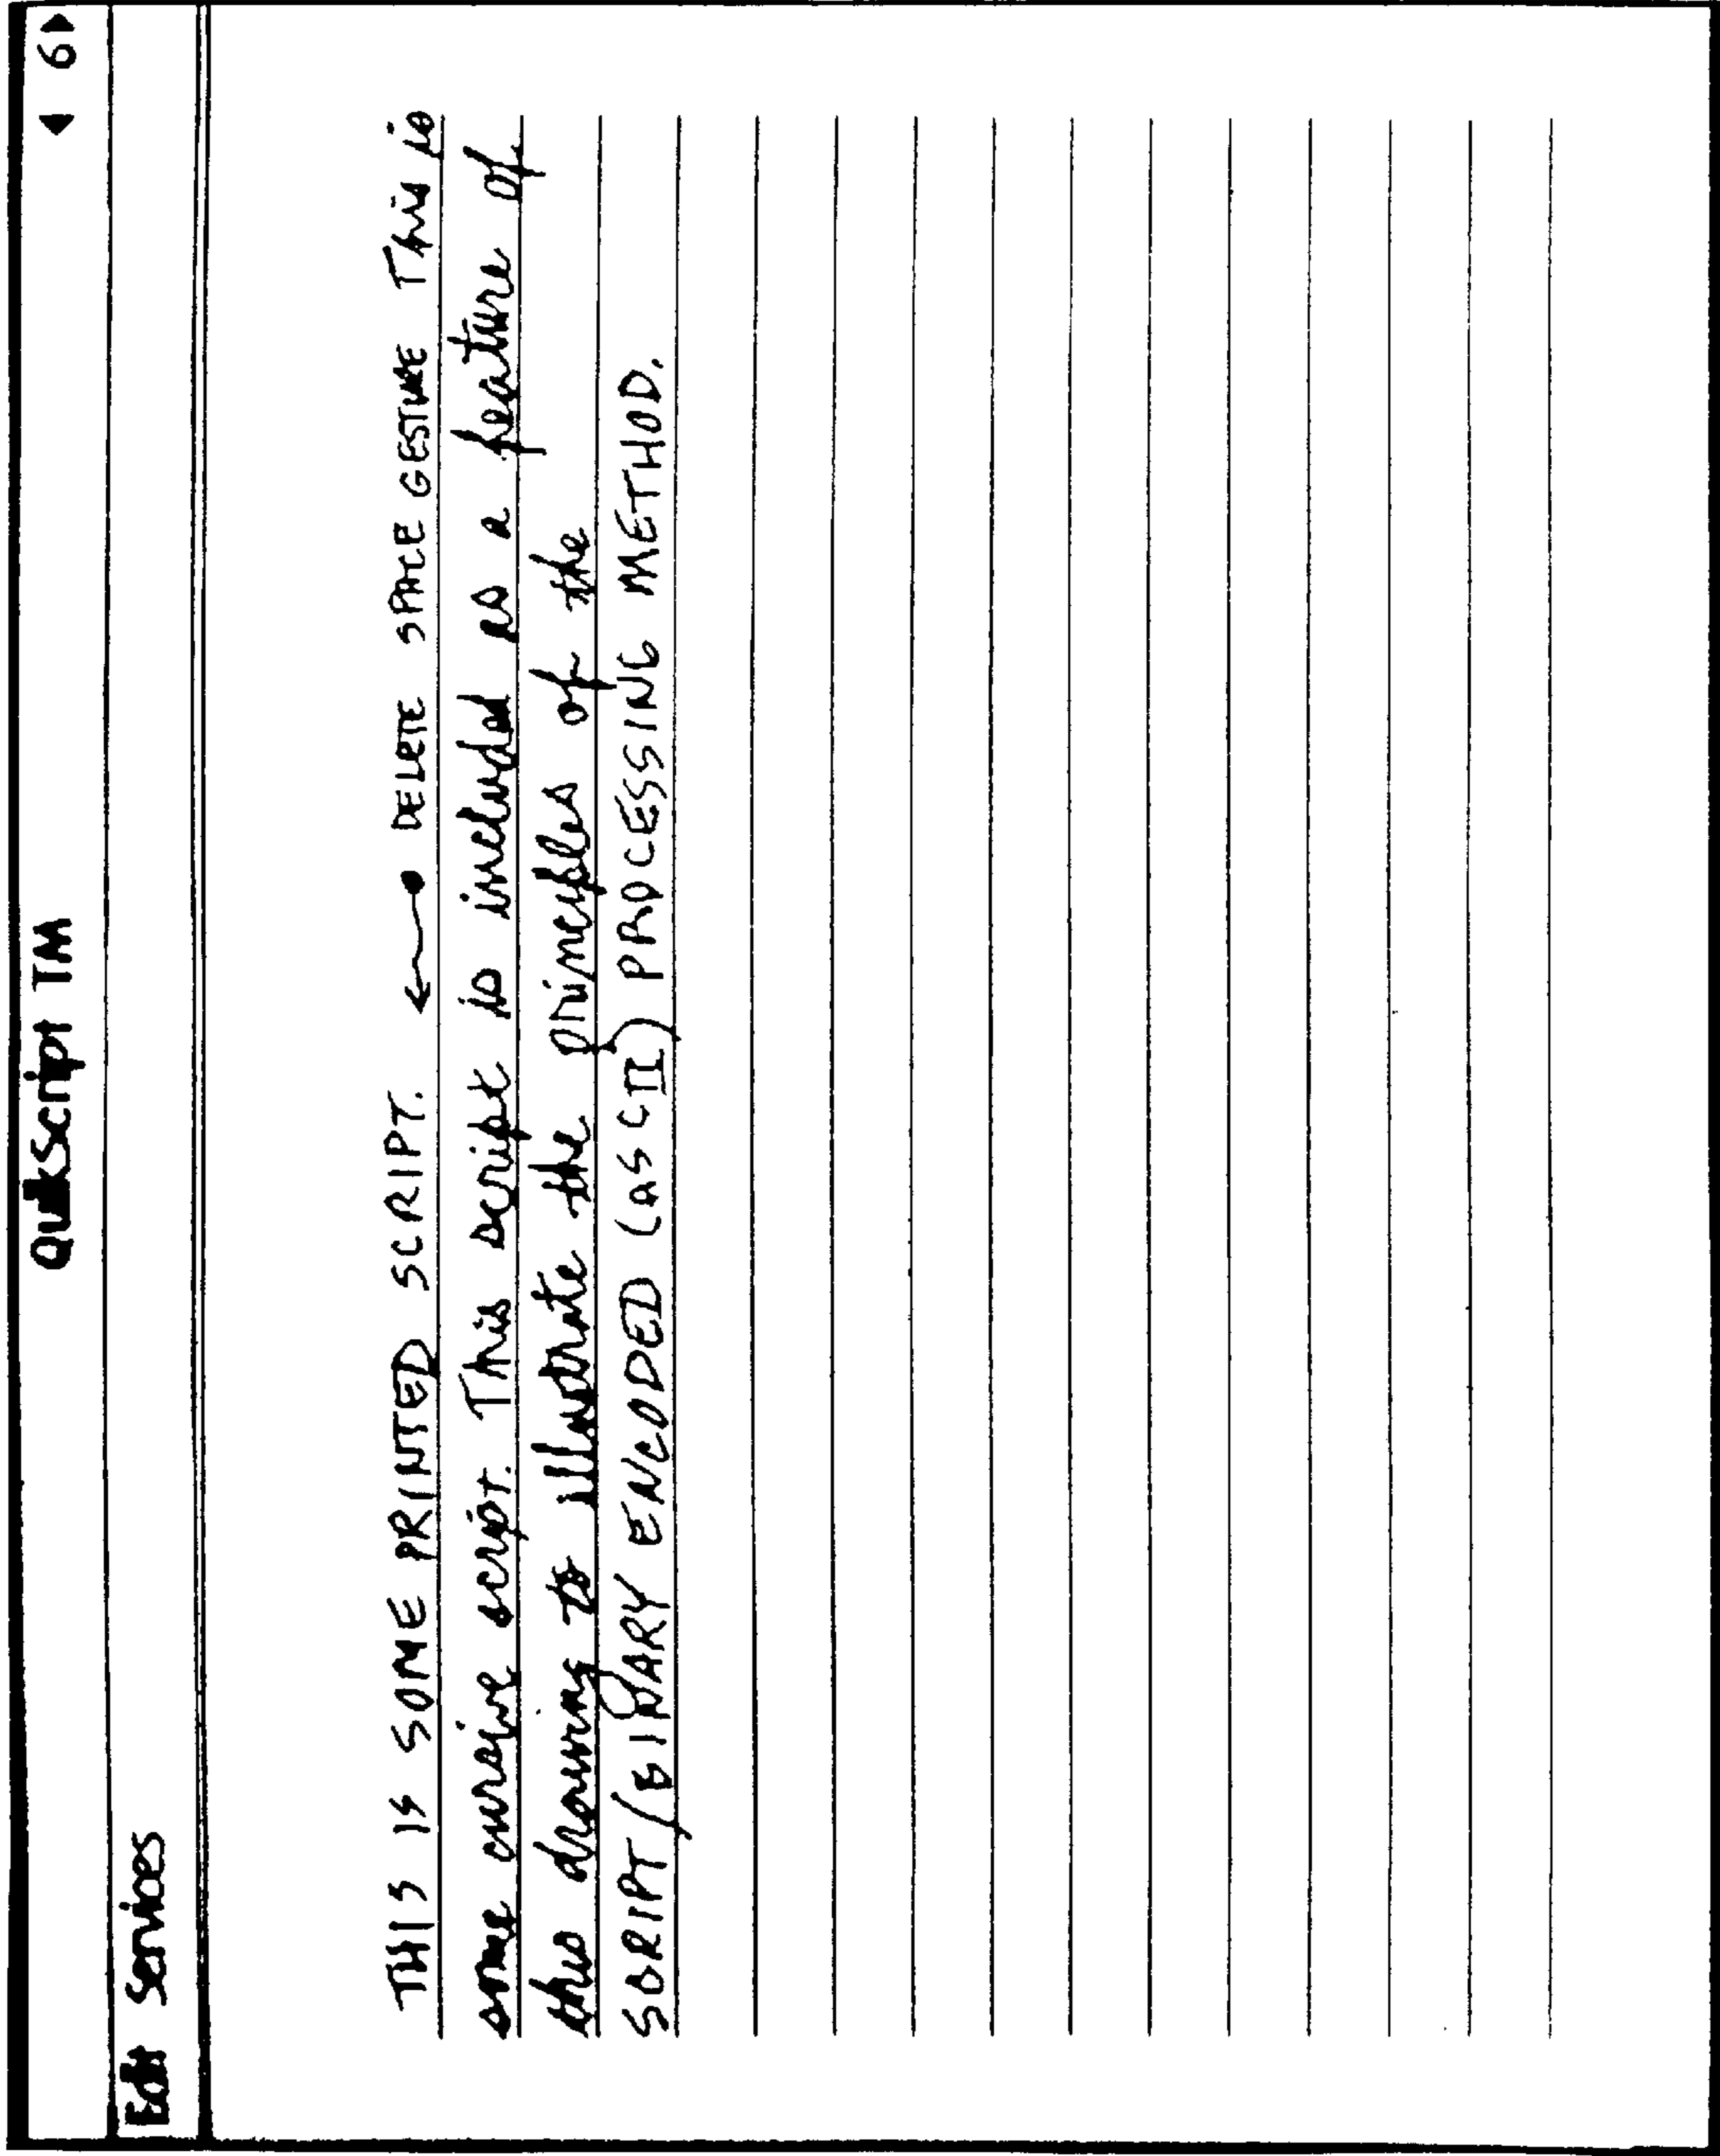 QuikScript TM ◀ 6▶
Edit Services
THIS IS SOME PRINTED SCRIPT. ← DELETE SPACE GESTURE This is
some cursive script. This script is included as a feature of
this drawing to illustrate the principles of the
SCRIPT/BINARY ENCODED (ASCII) PROCESSING METHOD.